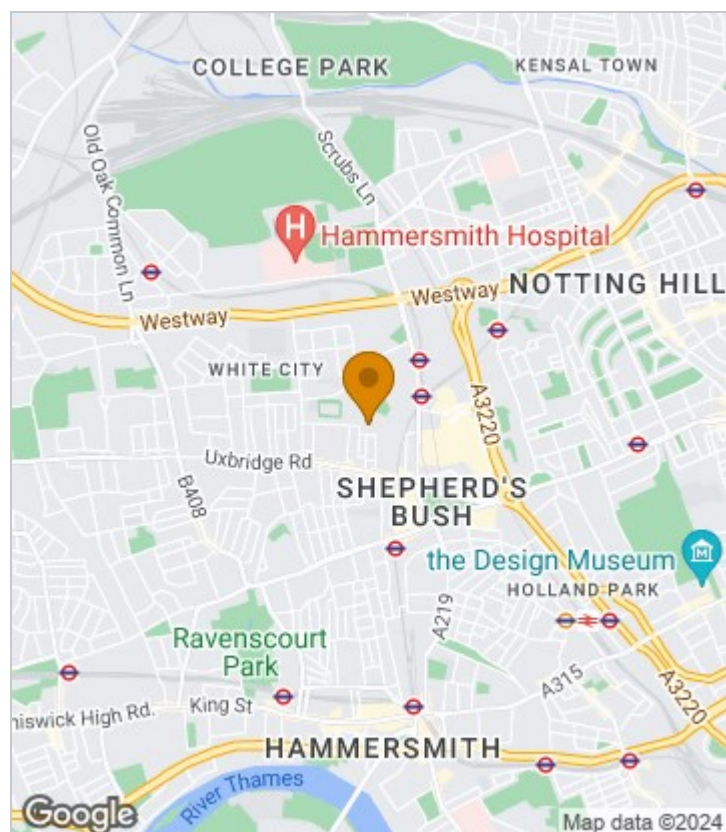 COLLEGE PARK
KENSAL TOWN
Old Oak Common Ln
Scrubs Ln
H
Hammersmith Hospital
NOTTING HILL
Westway
Westway
WHITE CITY
A3220
Uxbridge Rd
B408
SHEPHERD'S
BUSH
the Design Museum
HOLLAND PARK
A219
Ravenscourt
Park
A315
A3220
niswick High Rd.
King St
HAMMERSMITH
River Thames
Google
Map data ©2024